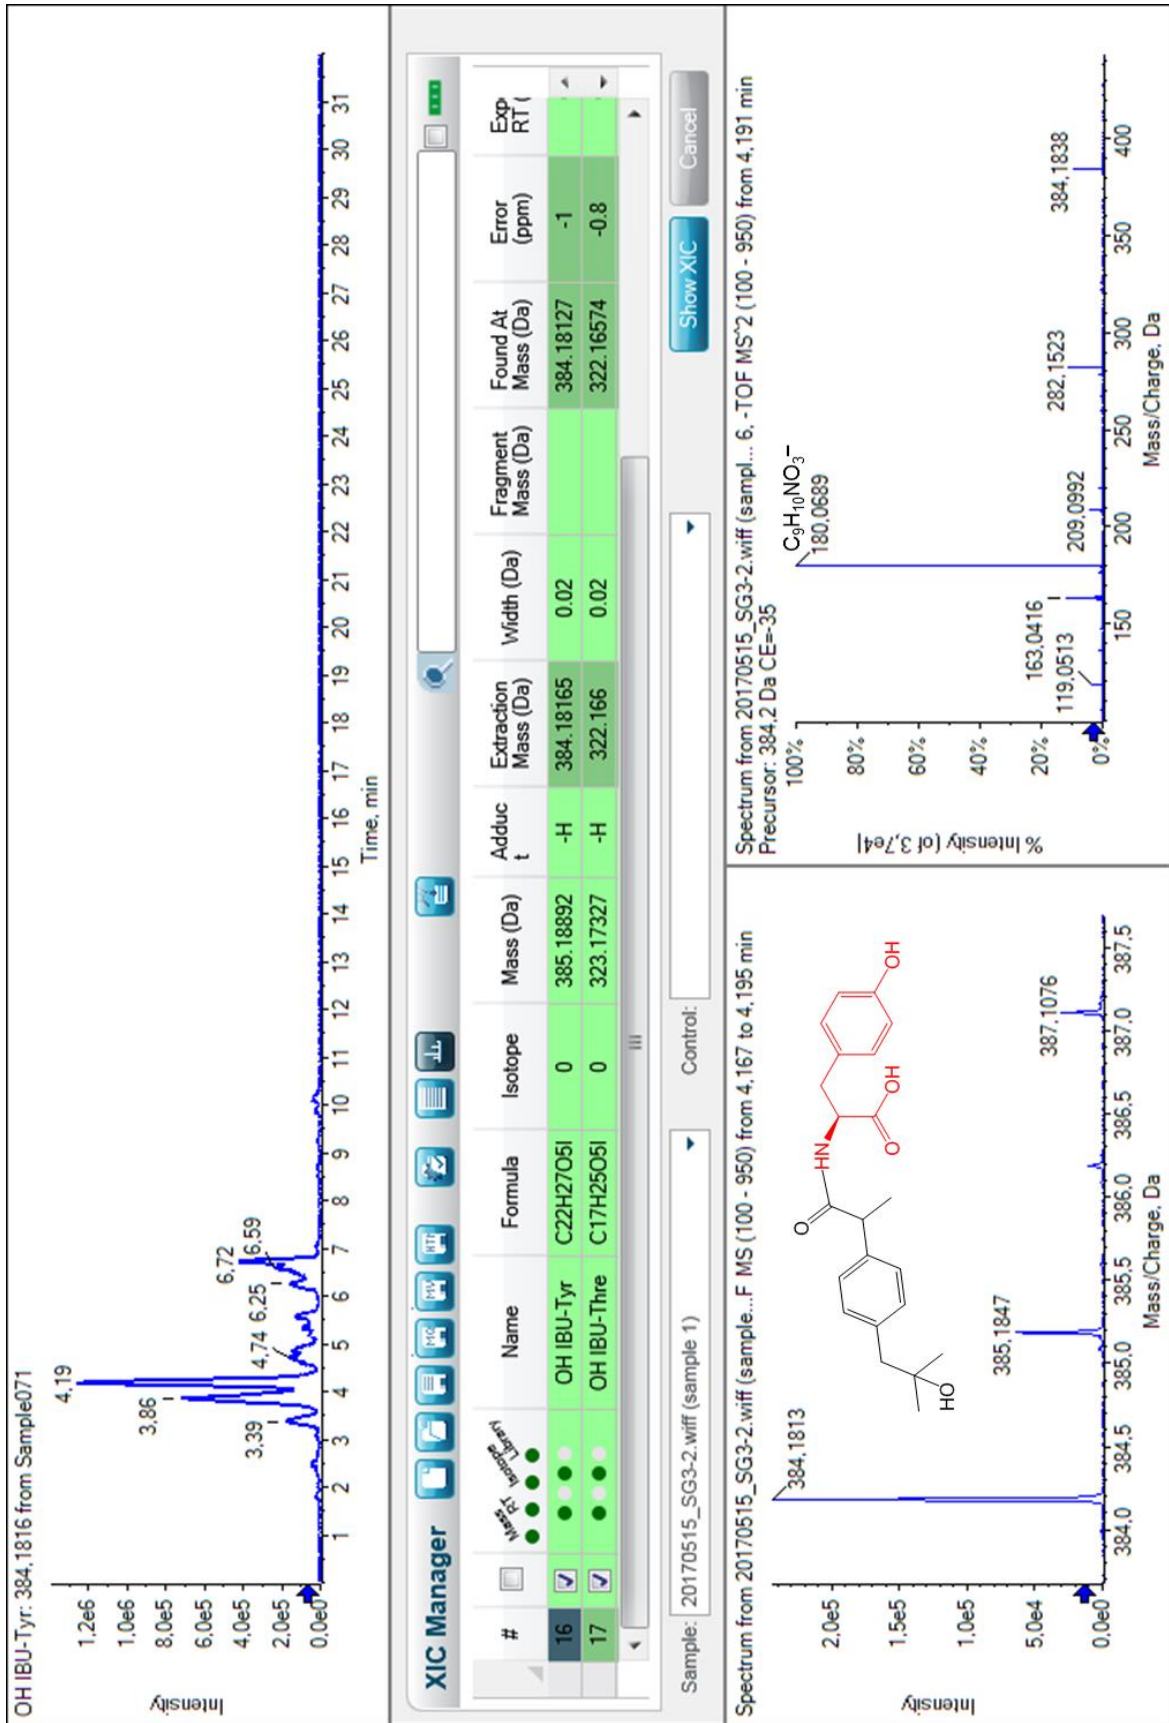 OH IBU-Tyr: 384,1816 from Sample071
Intensity
1,2e6
1,0e6
8,0e5
6,0e5
4,0e5
2,0e5
0,0e0
3,39
3,86
4,19
4,74
6,25
6,72
6,59
1 2 3 4 5 6 7 8 9 10 11 12 13 14 15 16 17 18 19 20 21 22 23 24 25 26 27 28 29 30 31
Time, min
XIC Manager
# Mass RT Isotope Library Name Formula Isotope Mass (Da) Adduc t Extraction Mass (Da) Width (Da) Fragment Mass (Da) Found At Mass (Da) Error (ppm) Exp RT (
16 OH IBU-Tyr C22H27O5I 0 385.18892 -H 384.18165 0.02 384.18127 -1
17 OH IBU-Thre C17H25O5I 0 323.17327 -H 322.166 0.02 322.16574 -0.8
Sample: 20170515_SG3-2.wiff (sample 1) Control: Show XIC Cancel
Spectrum from 20170515_SG3-2.wiff (sample...F MS (100 - 950) from 4,167 to 4,195 min
Intensity
2,0e5
1,5e5
1,0e5
5,0e4
0,0e0
384,1813
385,1847
387,1076
HO
O
HN
O
OH
OH
384,0 384,5 385,0 385,5 386,0 386,5 387,0 387,5
Mass/Charge, Da
Spectrum from 20170515_SG3-2.wiff (sampl... 6, -TOF MS^2 (100 - 950) from 4,191 min
Precursor: 384,2 Da CE=-35
% Intensity (of 3,7e4)
100%
80%
60%
40%
20%
0%
C₉H₁₀NO₃⁻
180,0689
163,0416
119,0513
209,0992
282,1523
384,1838
150 200 250 300 350 400
Mass/Charge, Da